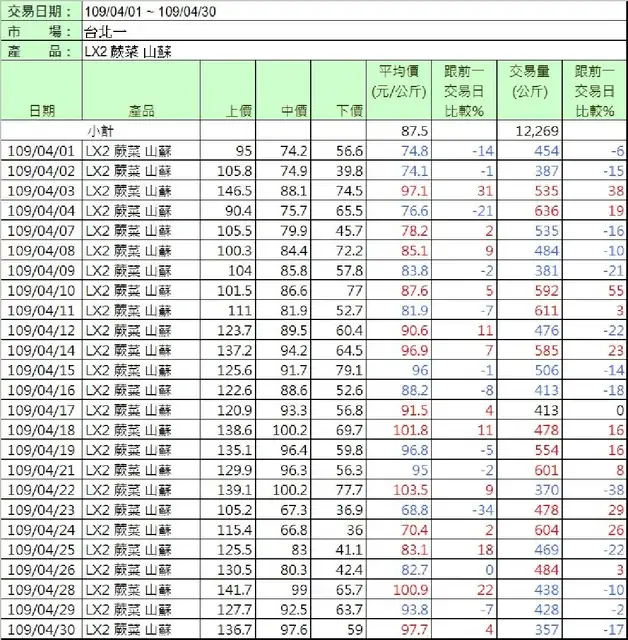 交易日期： 109/04/01 ~ 109/04/30
市　　場： 台北一
產　　品： LX2 蕨菜 山蘇
日期 產品 上價 中價 下價 平均價(元/公斤) 跟前一交易日比較% 交易量(公斤) 跟前一交易日比較%
小計 87.5 12,269
109/04/01 LX2 蕨菜 山蘇 95 74.2 56.6 74.8 -14 454 -6
109/04/02 LX2 蕨菜 山蘇 105.8 74.9 39.8 74.1 -1 387 -15
109/04/03 LX2 蕨菜 山蘇 146.5 88.1 74.5 97.1 31 535 38
109/04/04 LX2 蕨菜 山蘇 90.4 75.7 65.5 76.6 -21 636 19
109/04/07 LX2 蕨菜 山蘇 105.5 79.9 45.7 78.2 2 535 -16
109/04/08 LX2 蕨菜 山蘇 100.3 84.4 72.2 85.1 9 484 -10
109/04/09 LX2 蕨菜 山蘇 104 85.8 57.8 83.8 -2 381 -21
109/04/10 LX2 蕨菜 山蘇 101.5 86.6 77 87.6 5 592 55
109/04/11 LX2 蕨菜 山蘇 111 81.9 52.7 81.9 -7 611 3
109/04/12 LX2 蕨菜 山蘇 123.7 89.5 60.4 90.6 11 476 -22
109/04/14 LX2 蕨菜 山蘇 137.2 94.2 64.5 96.9 7 585 23
109/04/15 LX2 蕨菜 山蘇 125.6 91.7 79.1 96 -1 506 -14
109/04/16 LX2 蕨菜 山蘇 122.6 88.6 52.6 88.2 -8 413 -18
109/04/17 LX2 蕨菜 山蘇 120.9 93.3 56.8 91.5 4 413 0
109/04/18 LX2 蕨菜 山蘇 138.6 100.2 69.7 101.8 11 478 16
109/04/19 LX2 蕨菜 山蘇 135.1 96.4 59.8 96.8 -5 554 16
109/04/21 LX2 蕨菜 山蘇 129.9 96.3 56.3 95 -2 601 8
109/04/22 LX2 蕨菜 山蘇 139.1 100.2 77.7 103.5 9 370 -38
109/04/23 LX2 蕨菜 山蘇 105.2 67.3 36.9 68.8 -34 478 29
109/04/24 LX2 蕨菜 山蘇 115.4 66.8 36 70.4 2 604 26
109/04/25 LX2 蕨菜 山蘇 125.5 83 41.1 83.1 18 469 -22
109/04/26 LX2 蕨菜 山蘇 130.5 80.3 42.4 82.7 0 484 3
109/04/28 LX2 蕨菜 山蘇 141.7 99 65.7 100.9 22 438 -10
109/04/29 LX2 蕨菜 山蘇 127.7 92.5 63.7 93.8 -7 428 -2
109/04/30 LX2 蕨菜 山蘇 136.7 97.6 59 97.7 4 357 -17